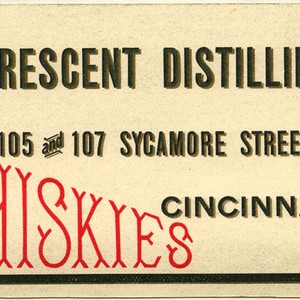 RESCENT DISTILLI
105 and 107 SYCAMORE STREE
HISKIES
CINCINN